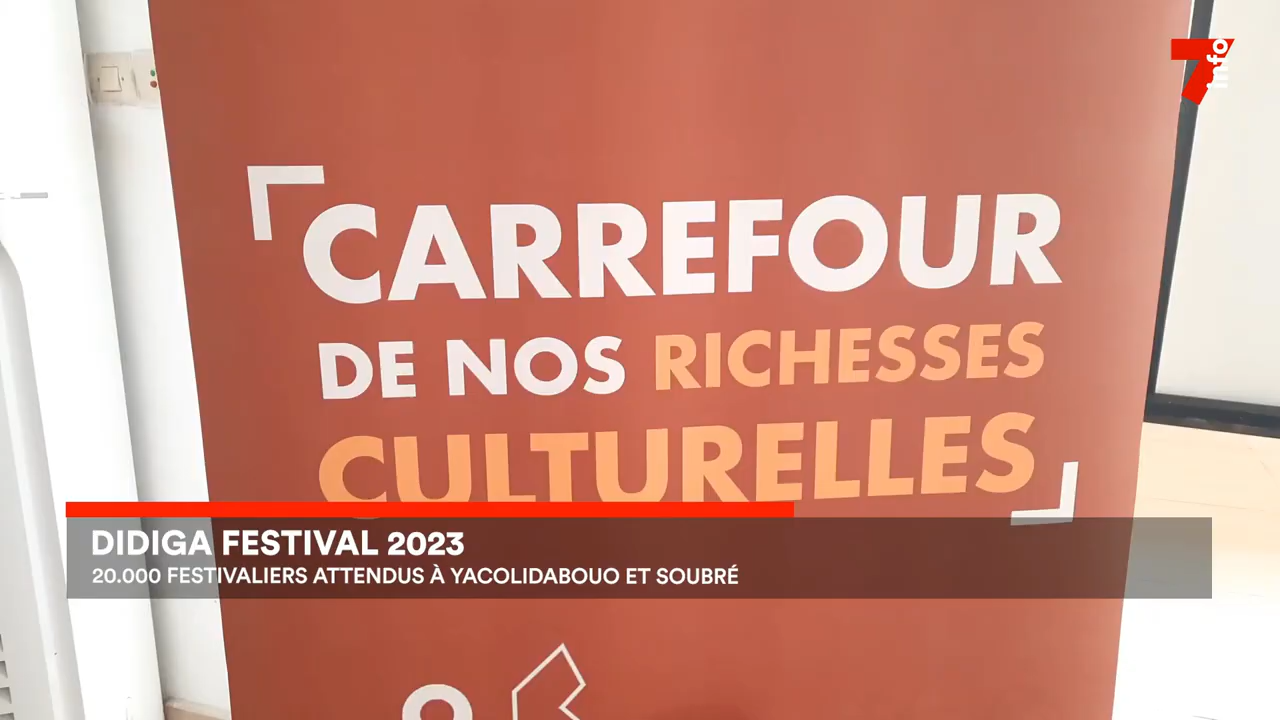 7info
CARREFOUR
DE NOS RICHESSES
CULTURELLES
DIDIGA FESTIVAL 2023
20.000 FESTIVALIERS ATTENDUS À YACOLIDABOUO ET SOUBRÉ